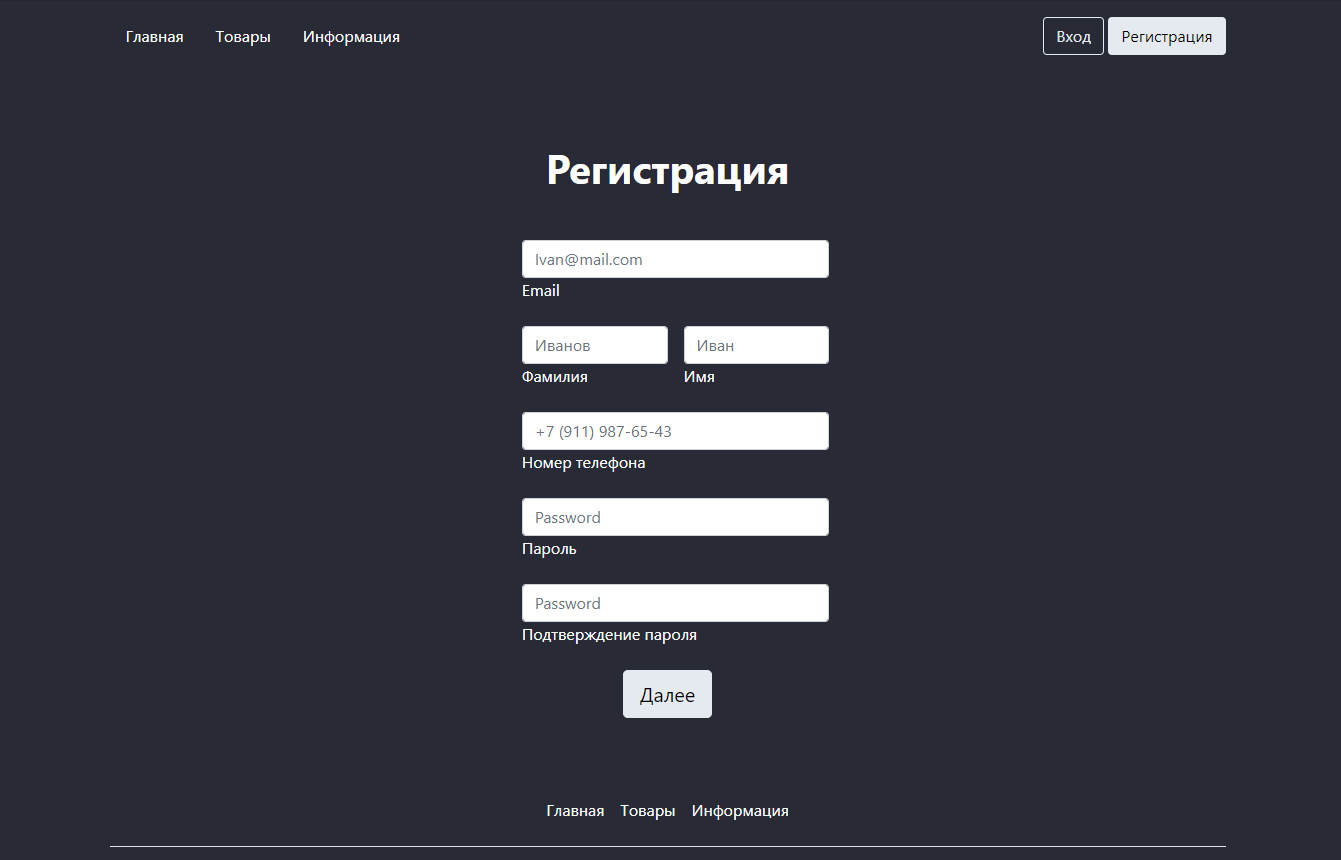 Главная Товары Информация Вход Регистрация
Регистрация
Ivan@mail.com
Email
Иванов Иван
Фамилия Имя
+7 (911) 987-65-43
Номер телефона
Password
Пароль
Password
Подтверждение пароля
Далее
Главная Товары Информация